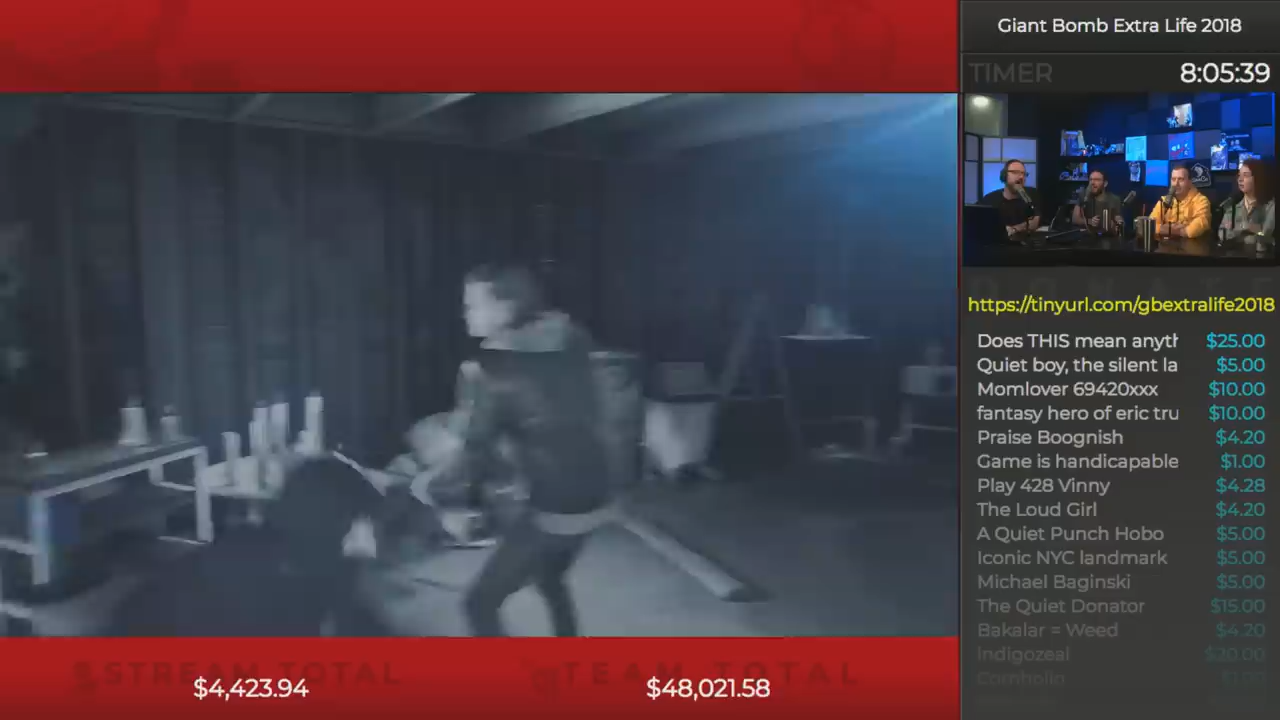 Giant Bomb Extra Life 2018
TIMER
8:05:39
https://tinyurl.com/gbextralife2018
Does THIS mean anyth $25.00
Quiet boy, the silent la $5.00
Momlover 69420xxx $10.00
fantasy hero of eric tru $10.00
Praise Boognish $4.20
Game is handicapable $1.00
Play 428 Vinny $4.28
The Loud Girl $4.20
A Quiet Punch Hobo $5.00
Iconic NYC landmark $5.00
Michael Baginski $5.00
The Quiet Donator $15.00
Bakalar = Weed $4.20
Indigozeal $20.00
Cornholio $1.00
STREAM TOTAL
$4,423.94
TEAM TOTAL
$48,021.58